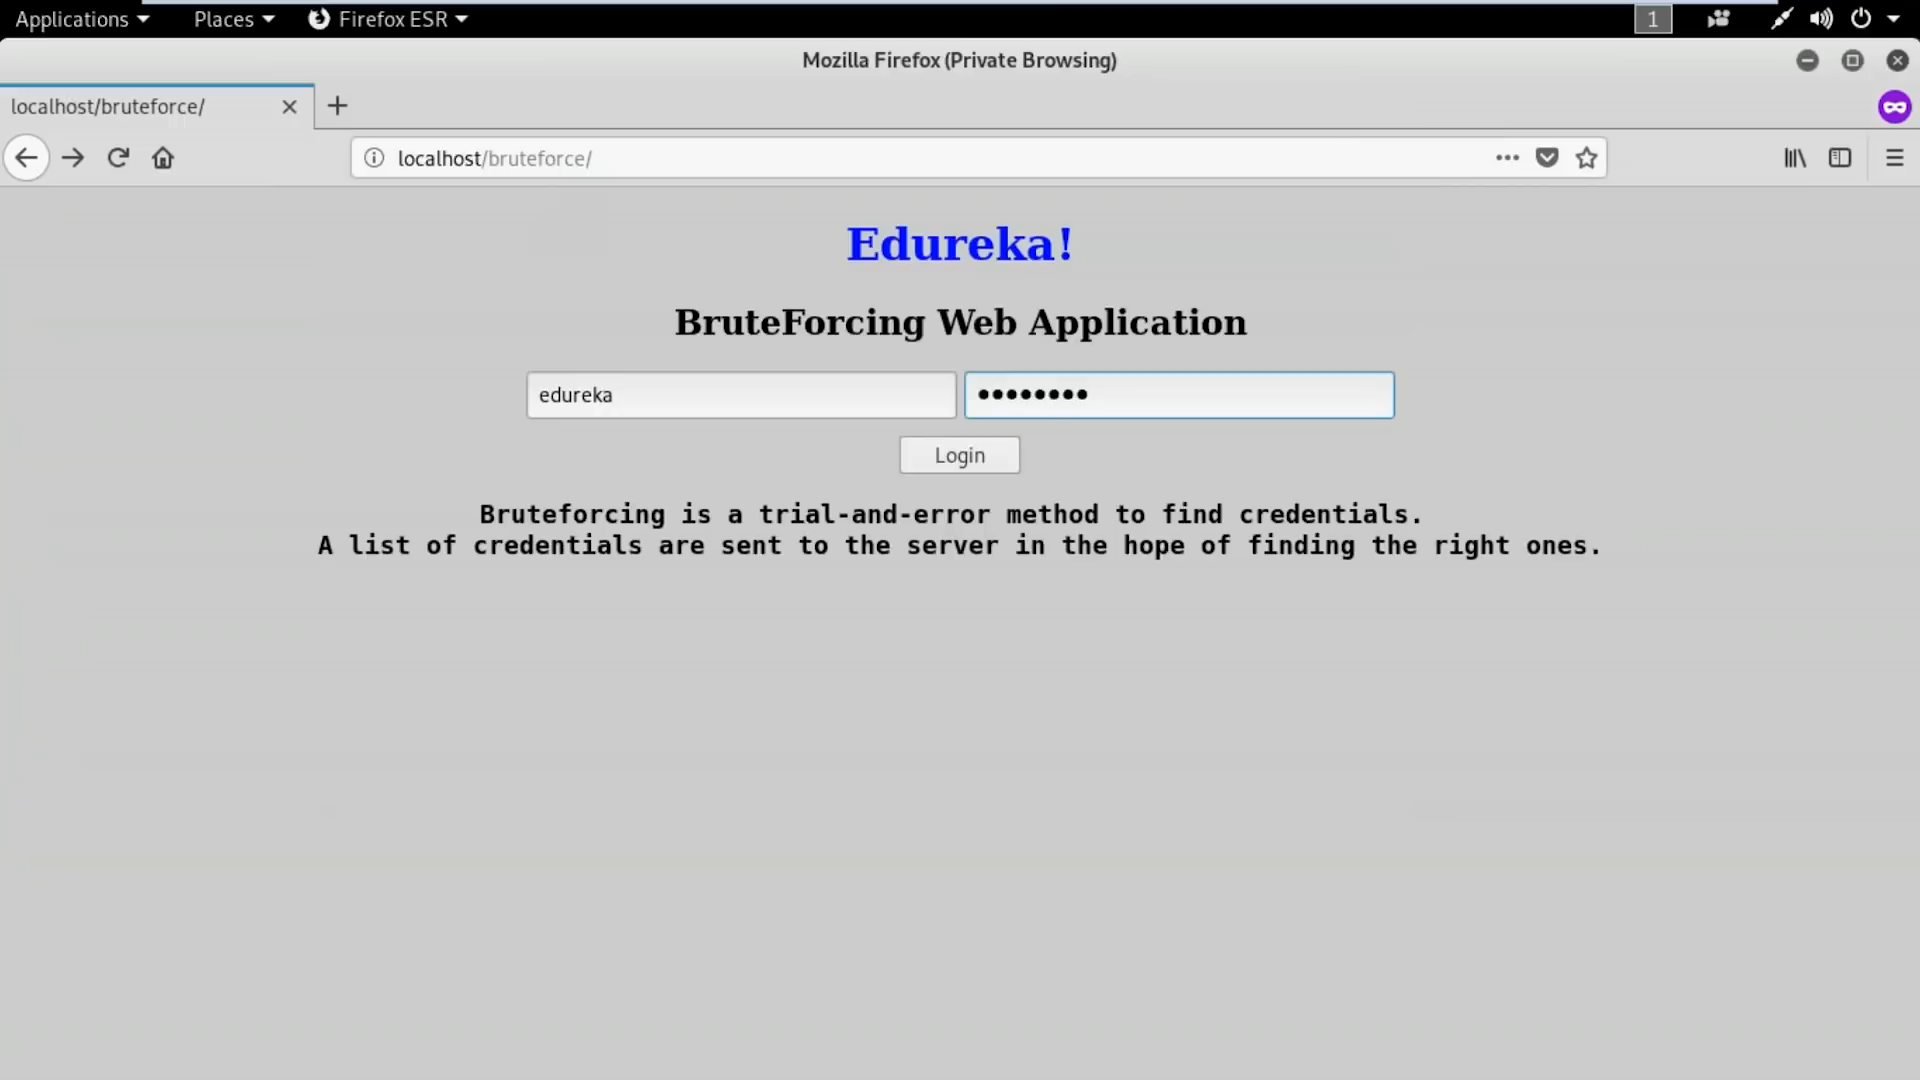 Applications Places Firefox ESR 1
Mozilla Firefox (Private Browsing)
localhost/bruteforce/
localhost/bruteforce/
Edureka!
BruteForcing Web Application
edureka ••••••••
Login
Bruteforcing is a trial-and-error method to find credentials.
A list of credentials are sent to the server in the hope of finding the right ones.